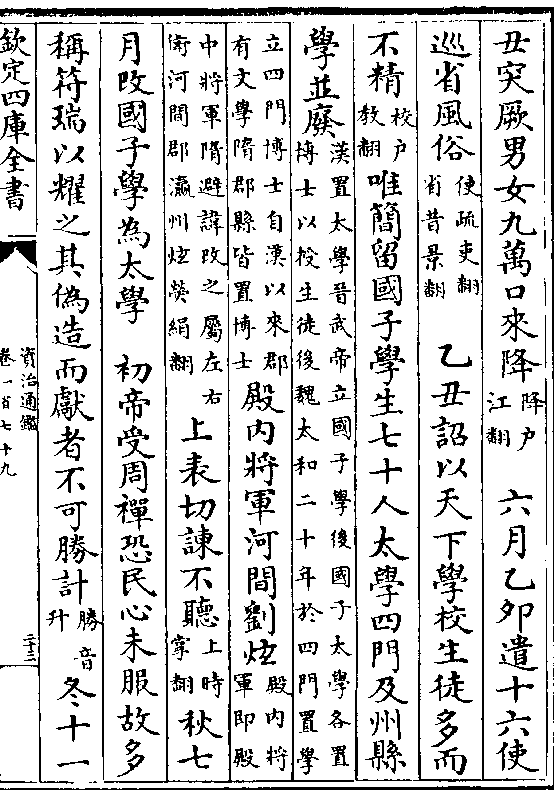 丑突厥男女九萬口來降降户江翻　六月乙卯遣十六使
巡省風俗使疏吏翻省昔景翻　乙丑詔以天下學校生徒多而
不精校户教翻唯簡留國子學生七十人太學四門及州縣
學並廢漢置太學晉武帝立國子學後國子太學各置博士以授生徒後魏太和二十年於四門置學
立四門博士自漢以來郡有文學隋郡縣皆置博士殿內將軍河間劉炫殿内將軍即殿
中將軍隋避諱改之屬左右衛河間郡瀛州炫熒絹翻上表切諫不聽上時掌翻秋七
月改國子學為太學　初帝受周禪恐民心未服故多
稱符瑞以耀之其偽造而獻者不可勝計勝音升冬十一
欽定四庫全書
資治通鑑
卷一百七十九
三十三